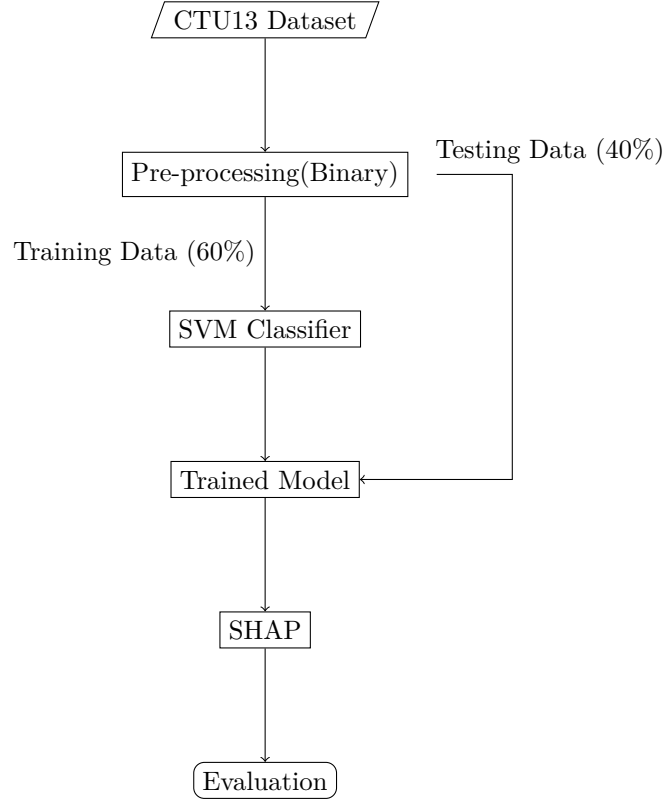 CTU13 Dataset
Testing Data (40%)
Pre-processing(Binary)
Training Data (60%)
SVM Classifier
Trained Model
SHAP
Evaluation